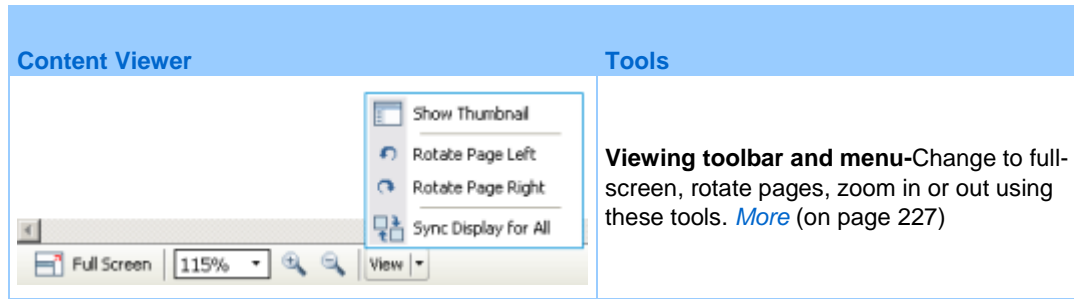 Content Viewer
Tools
Show Thumbnail
Rotate Page Left
Rotate Page Right
Sync Display for All
Full Screen
115%
View
Viewing toolbar and menu-Change to full-
screen, rotate pages, zoom in or out using
these tools. More (on page 227)